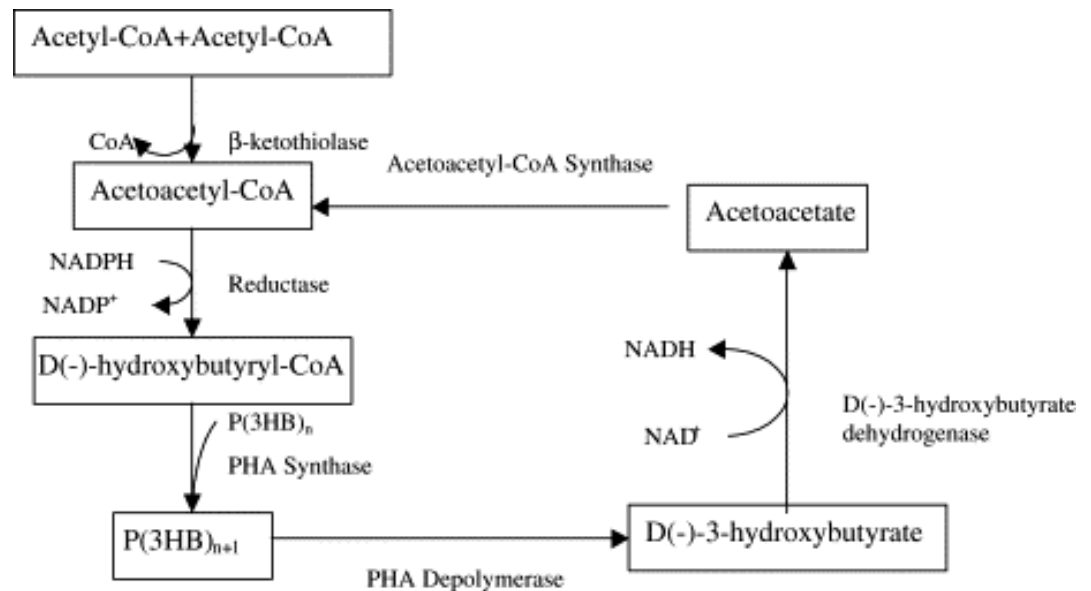 Acetyl-CoA+Acetyl-CoA
CoA
β-ketothiolase
Acetoacetyl-CoA Synthase
Acetoacetyl-CoA
Acetoacetate
NADPH
Reductase
NADP⁺
D(-)-hydroxybutyryl-CoA
NADH
P(3HB)ₙ
D(-)-3-hydroxybutyrate
dehydrogenase
NAD⁺
PHA Synthase
P(3HB)ₙ₊₁
D(-)-3-hydroxybutyrate
PHA Depolymerase